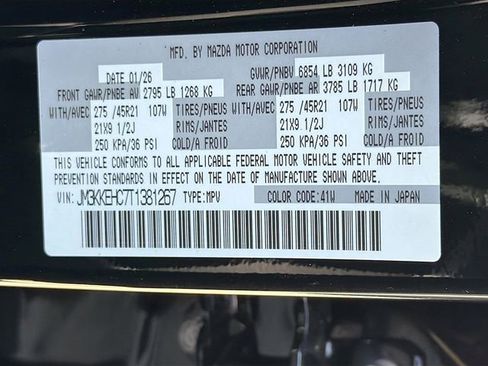 MFD. BY MAZDA MOTOR CORPORATION
DATE 01/26 GVWR/PNBV 6854 LB 3109 KG
FRONT GAWR/PNBE AV 2795 LB 1268 KG REAR GAWR/PNBE AR 3785 LB 1717 KG
WITH/AVEC 275 /45R21 107W TIRES/PNEUS WITH/AVEC 275 /45R21 107W TIRES/PNEUS
21X9 1/2J RIMS/JANTES 21X9 1/2J RIMS/JANTES
250 KPA/36 PSI COLD/A FROID 250 KPA/36 PSI COLD/A FROID
THIS VEHICLE CONFORMS TO ALL APPLICABLE FEDERAL MOTOR VEHICLE SAFETY AND THEFT
PREVENTION STANDARDS IN EFFECT ON THE DATE OF MANUFACTURE SHOWN ABOVE.
VIN: JM3KKEHC7T1381267 TYPE:MPV COLOR CODE:41W MADE IN JAPAN